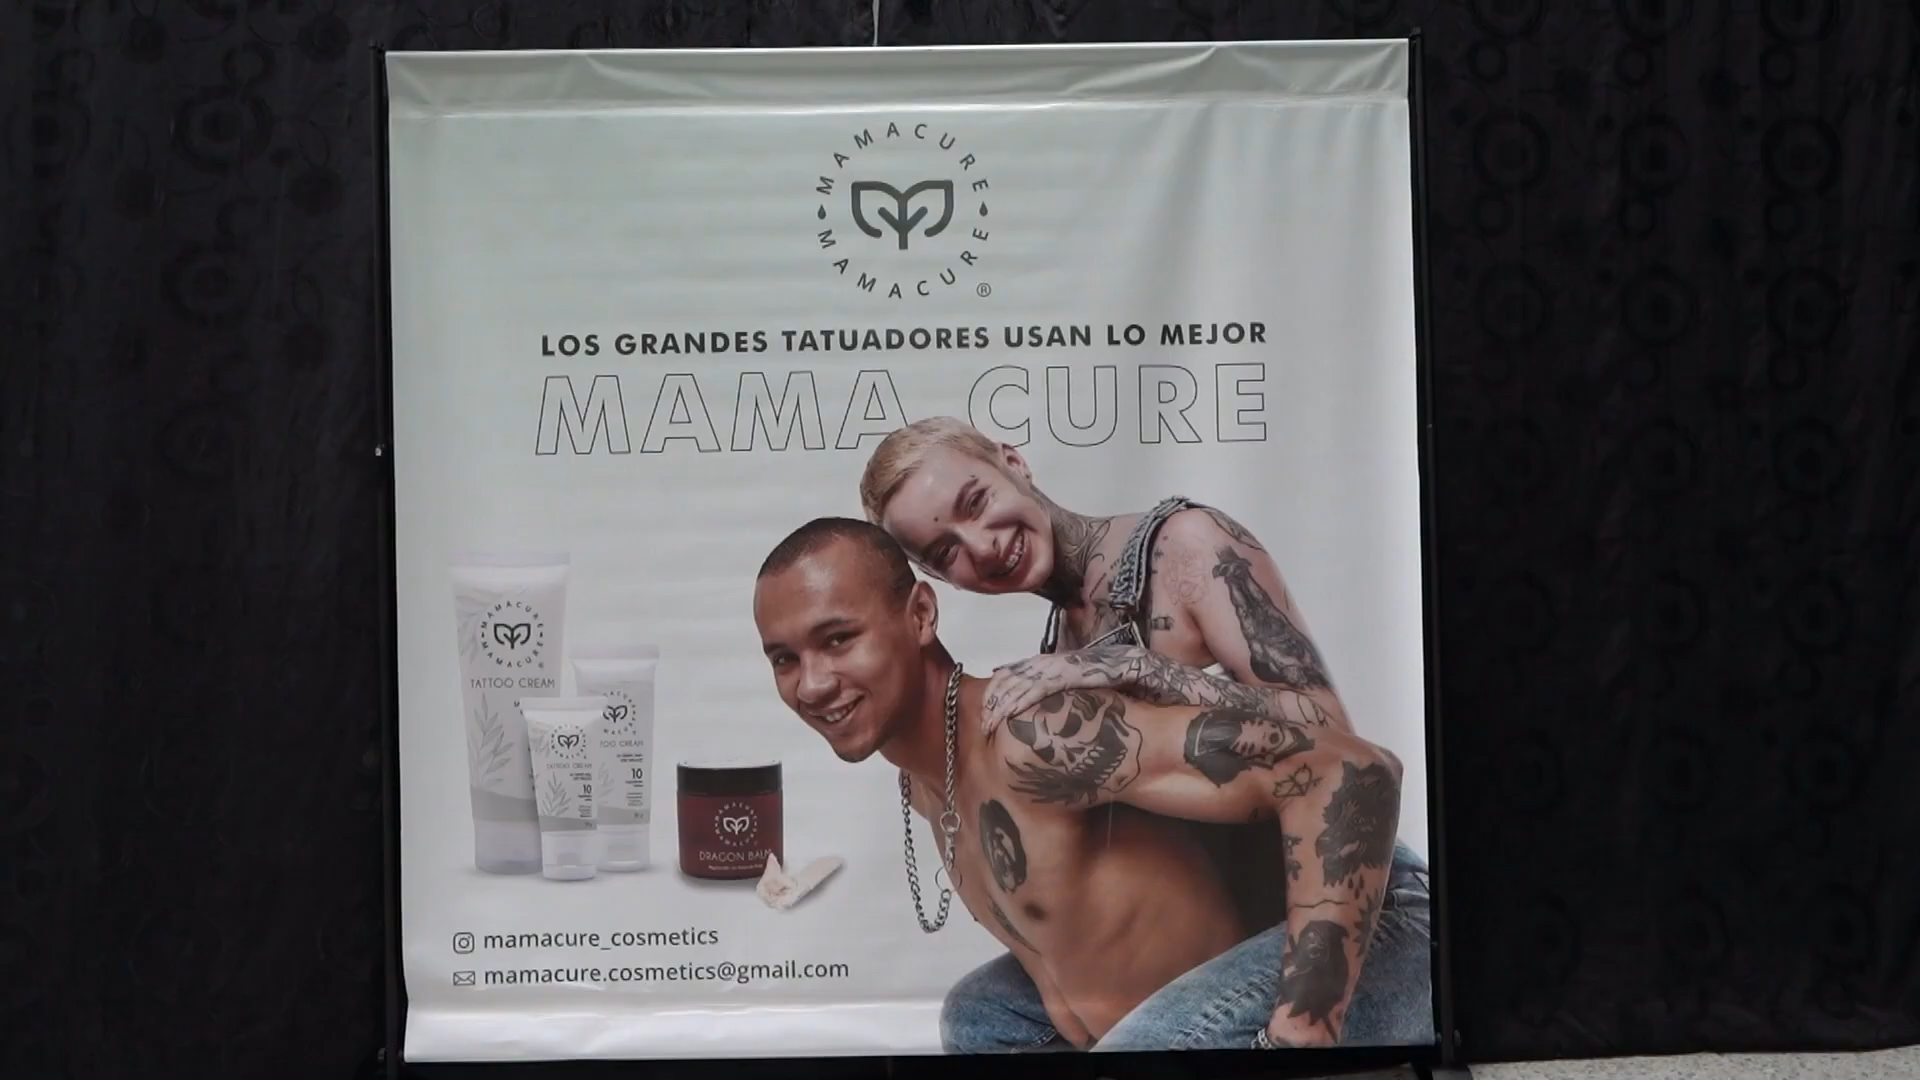 MAMACURE
MAMACURE
®
LOS GRANDES TATUADORES USAN LO MEJOR
MAMA CURE
MAMACURE
MAMACURE
TATTOO CREAM
TATTOO CREAM
10
10
DRAGON BALM
mamacure_cosmetics
mamacure.cosmetics@gmail.com